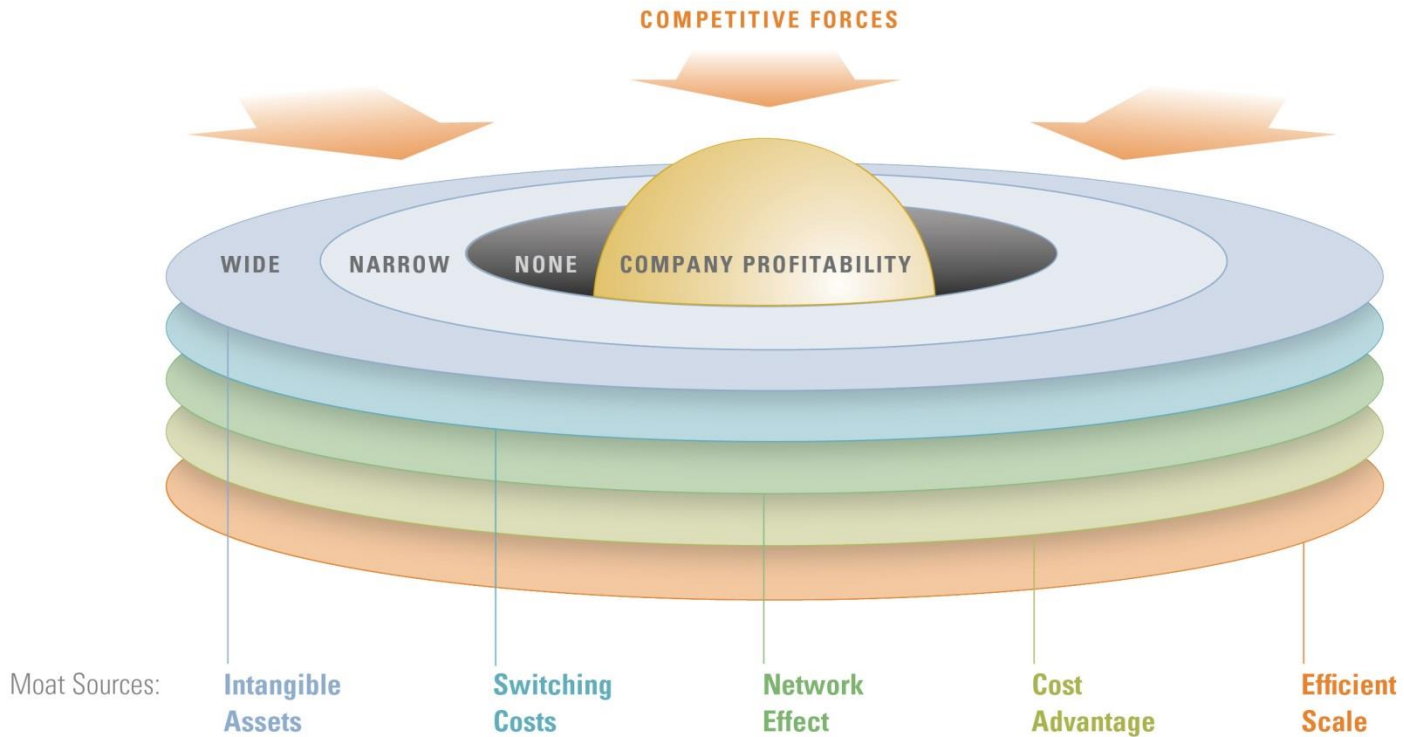 COMPETITIVE FORCES
WIDE
NARROW
NONE
COMPANY PROFITABILITY
Moat Sources:
Intangible
Assets
Switching
Costs
Network
Effect
Cost
Advantage
Efficient
Scale